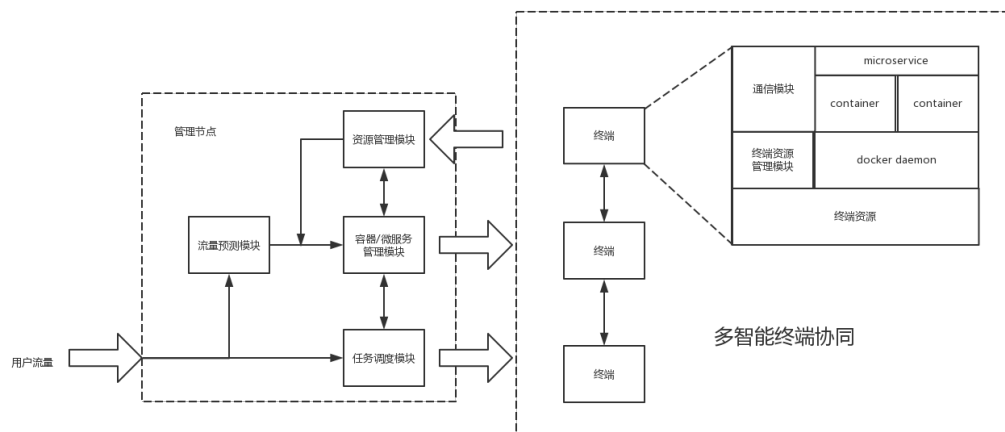 管理节点
资源管理模块
流量预测模块
容器/微服务
管理模块
用户流量
任务调度模块
终端
终端
终端
通信模块
microservice
container
container
终端资源
管理模块
docker daemon
终端资源
多智能终端协同